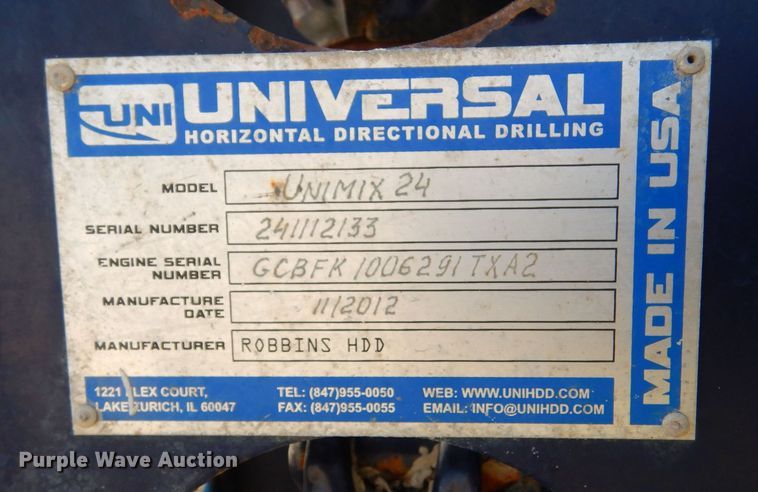 UNI UNIVERSAL
HORIZONTAL DIRECTIONAL DRILLING
MODEL UNIMIX 24
SERIAL NUMBER 241112133
ENGINE SERIAL NUMBER GCBFK1006291TXA2
MANUFACTURE DATE 11/2012
MANUFACTURER ROBBINS HDD
1221 FLEX COURT, TEL: (847)955-0050 WEB: WWW.UNIHDD.COM
LAKE ZURICH, IL 60047 FAX: (847)955-0055 EMAIL: INFO@UNIHDD.COM
MADE IN USA
Purple Wave Auction